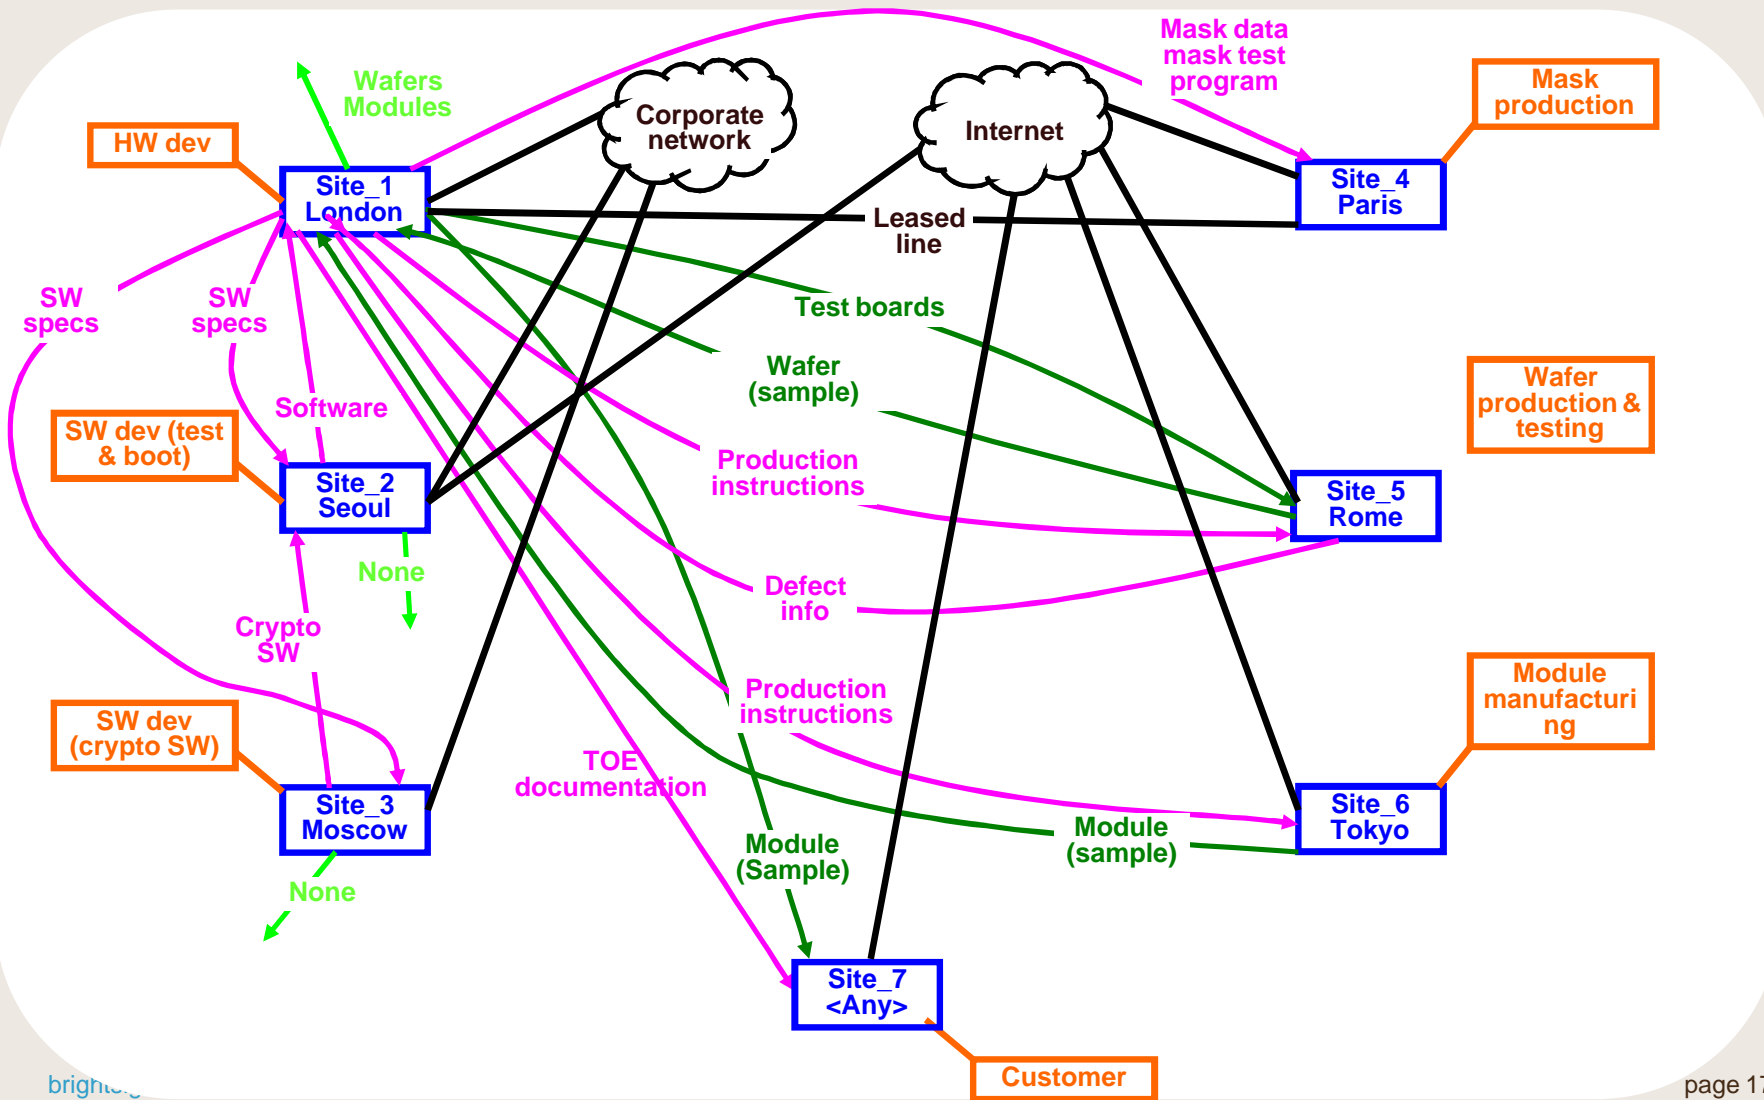 Mask data
mask test
program
Wafers
Modules
Mask
production
Corporate
network
Internet
HW dev
Site_1
London
Site_4
Paris
Leased
line
SW
specs
SW
specs
Test boards
Wafer
(sample)
Wafer
production &
testing
Software
SW dev (test
& boot)
Production
instructions
Site_2
Seoul
Site_5
Rome
None
Defect
info
Crypto
SW
Module
manufacturi
ng
Production
instructions
SW dev
(crypto SW)
TOE
documentation
Site_3
Moscow
Site_6
Tokyo
Module
(sample)
Module
(Sample)
None
Site_7
<Any>
Customer
page 17